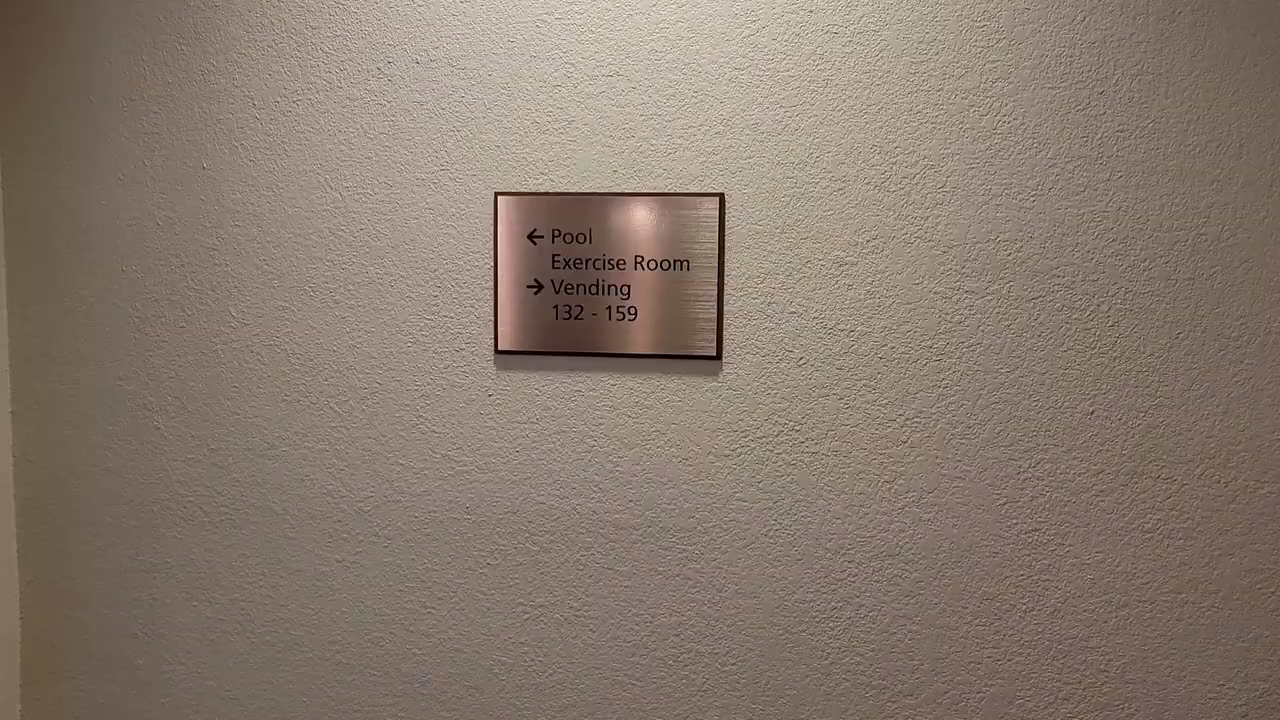 ← Pool
Exercise Room
→ Vending
132 - 159